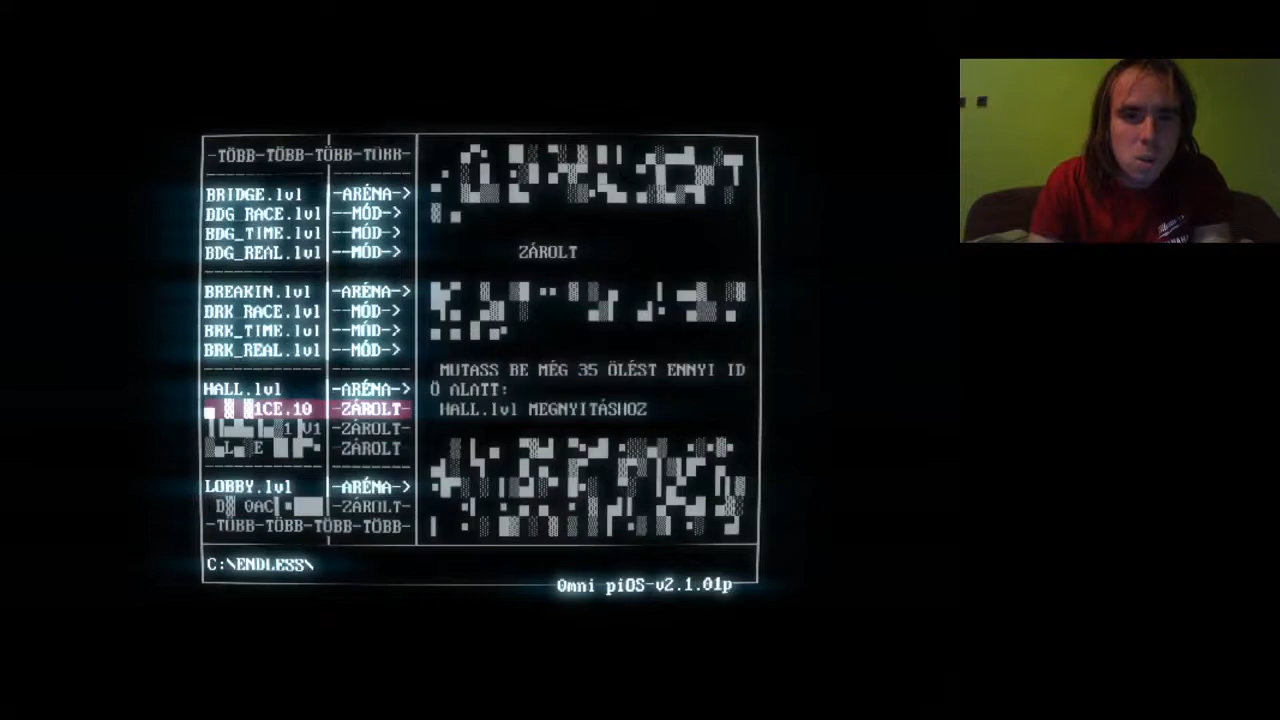 -TÖBB-TÖBB-TÖBB-TÖBB-
BRIDGE.lvl -ARÉNA->
BDG_RACE.lvl --MÓD->
BDG_TIME.lvl --MÓD->
BDG_REAL.lvl --MÓD->
BREAKIN.lvl -ARÉNA->
BRK_RACE.lvl --MÓD->
BRK_TIME.lvl --MÓD->
BRK_REAL.lvl --MÓD->
HALL.lvl -ARÉNA->
1CE.10 -ZÁROLT-
-ZÁROLT-
-ZÁROLT-
LOBBY.lvl -ARÉNA->
0AC -ZÁROLT-
-TÖBB-TÖBB-TÖBB-TÖBB-
ZÁROLT
MUTASS BE MÉG 35 ÖLÉST ENNYI ID
Ö ALATT:
HALL.lvl MEGNYITÁSHOZ
C:\ENDLESS\
Omni piOS-v2.1.01p